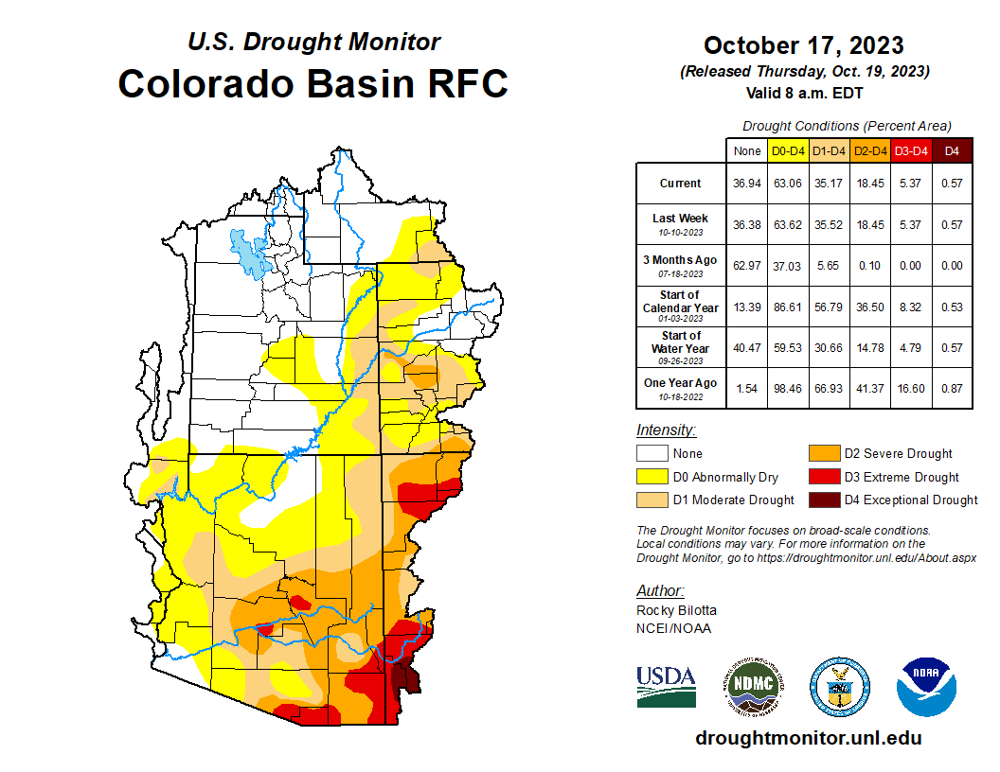 U.S. Drought Monitor
Colorado Basin RFC
October 17, 2023
(Released Thursday, Oct. 19, 2023)
Valid 8 a.m. EDT
Drought Conditions (Percent Area)
None D0-D4 D1-D4 D2-D4 D3-D4 D4
Current 36.94 63.06 35.17 18.45 5.37 0.57
Last Week
10-10-2023 36.38 63.62 35.52 18.45 5.37 0.57
3 Months Ago
07-18-2023 62.97 37.03 5.65 0.10 0.00 0.00
Start of
Calendar Year
01-03-2023 13.39 86.61 56.79 36.50 8.32 0.53
Start of
Water Year
09-26-2023 40.47 59.53 30.66 14.78 4.79 0.57
One Year Ago
10-18-2022 1.54 98.46 66.93 41.37 16.60 0.87
Intensity:
None
D0 Abnormally Dry
D1 Moderate Drought
D2 Severe Drought
D3 Extreme Drought
D4 Exceptional Drought
The Drought Monitor focuses on broad-scale conditions.
Local conditions may vary. For more information on the
Drought Monitor, go to https://droughtmonitor.unl.edu/About.aspx
Author:
Rocky Bilotta
NCEI/NOAA
USDA
NDMC
NOAA
droughtmonitor.unl.edu